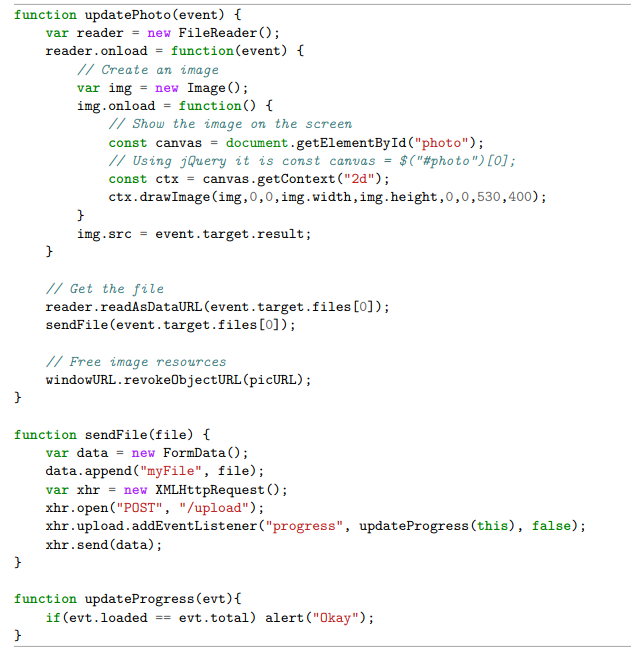 function updatePhoto(event) {
    var reader = new FileReader();
    reader.onload = function(event) {
        // Create an image
        var img = new Image();
        img.onload = function() {
            // Show the image on the screen
            const canvas = document.getElementById("photo");
            // Using jQuery it is const canvas = $("#photo")[0];
            const ctx = canvas.getContext("2d");
            ctx.drawImage(img,0,0,img.width,img.height,0,0,530,400);
        }
        img.src = event.target.result;
    }

    // Get the file
    reader.readAsDataURL(event.target.files[0]);
    sendFile(event.target.files[0]);

    // Free image resources
    windowURL.revokeObjectURL(picURL);
}

function sendFile(file) {
    var data = new FormData();
    data.append("myFile", file);
    var xhr = new XMLHttpRequest();
    xhr.open("POST", "/upload");
    xhr.upload.addEventListener("progress", updateProgress(this), false);
    xhr.send(data);
}

function updateProgress(evt){
    if(evt.loaded == evt.total) alert("Okay");
}